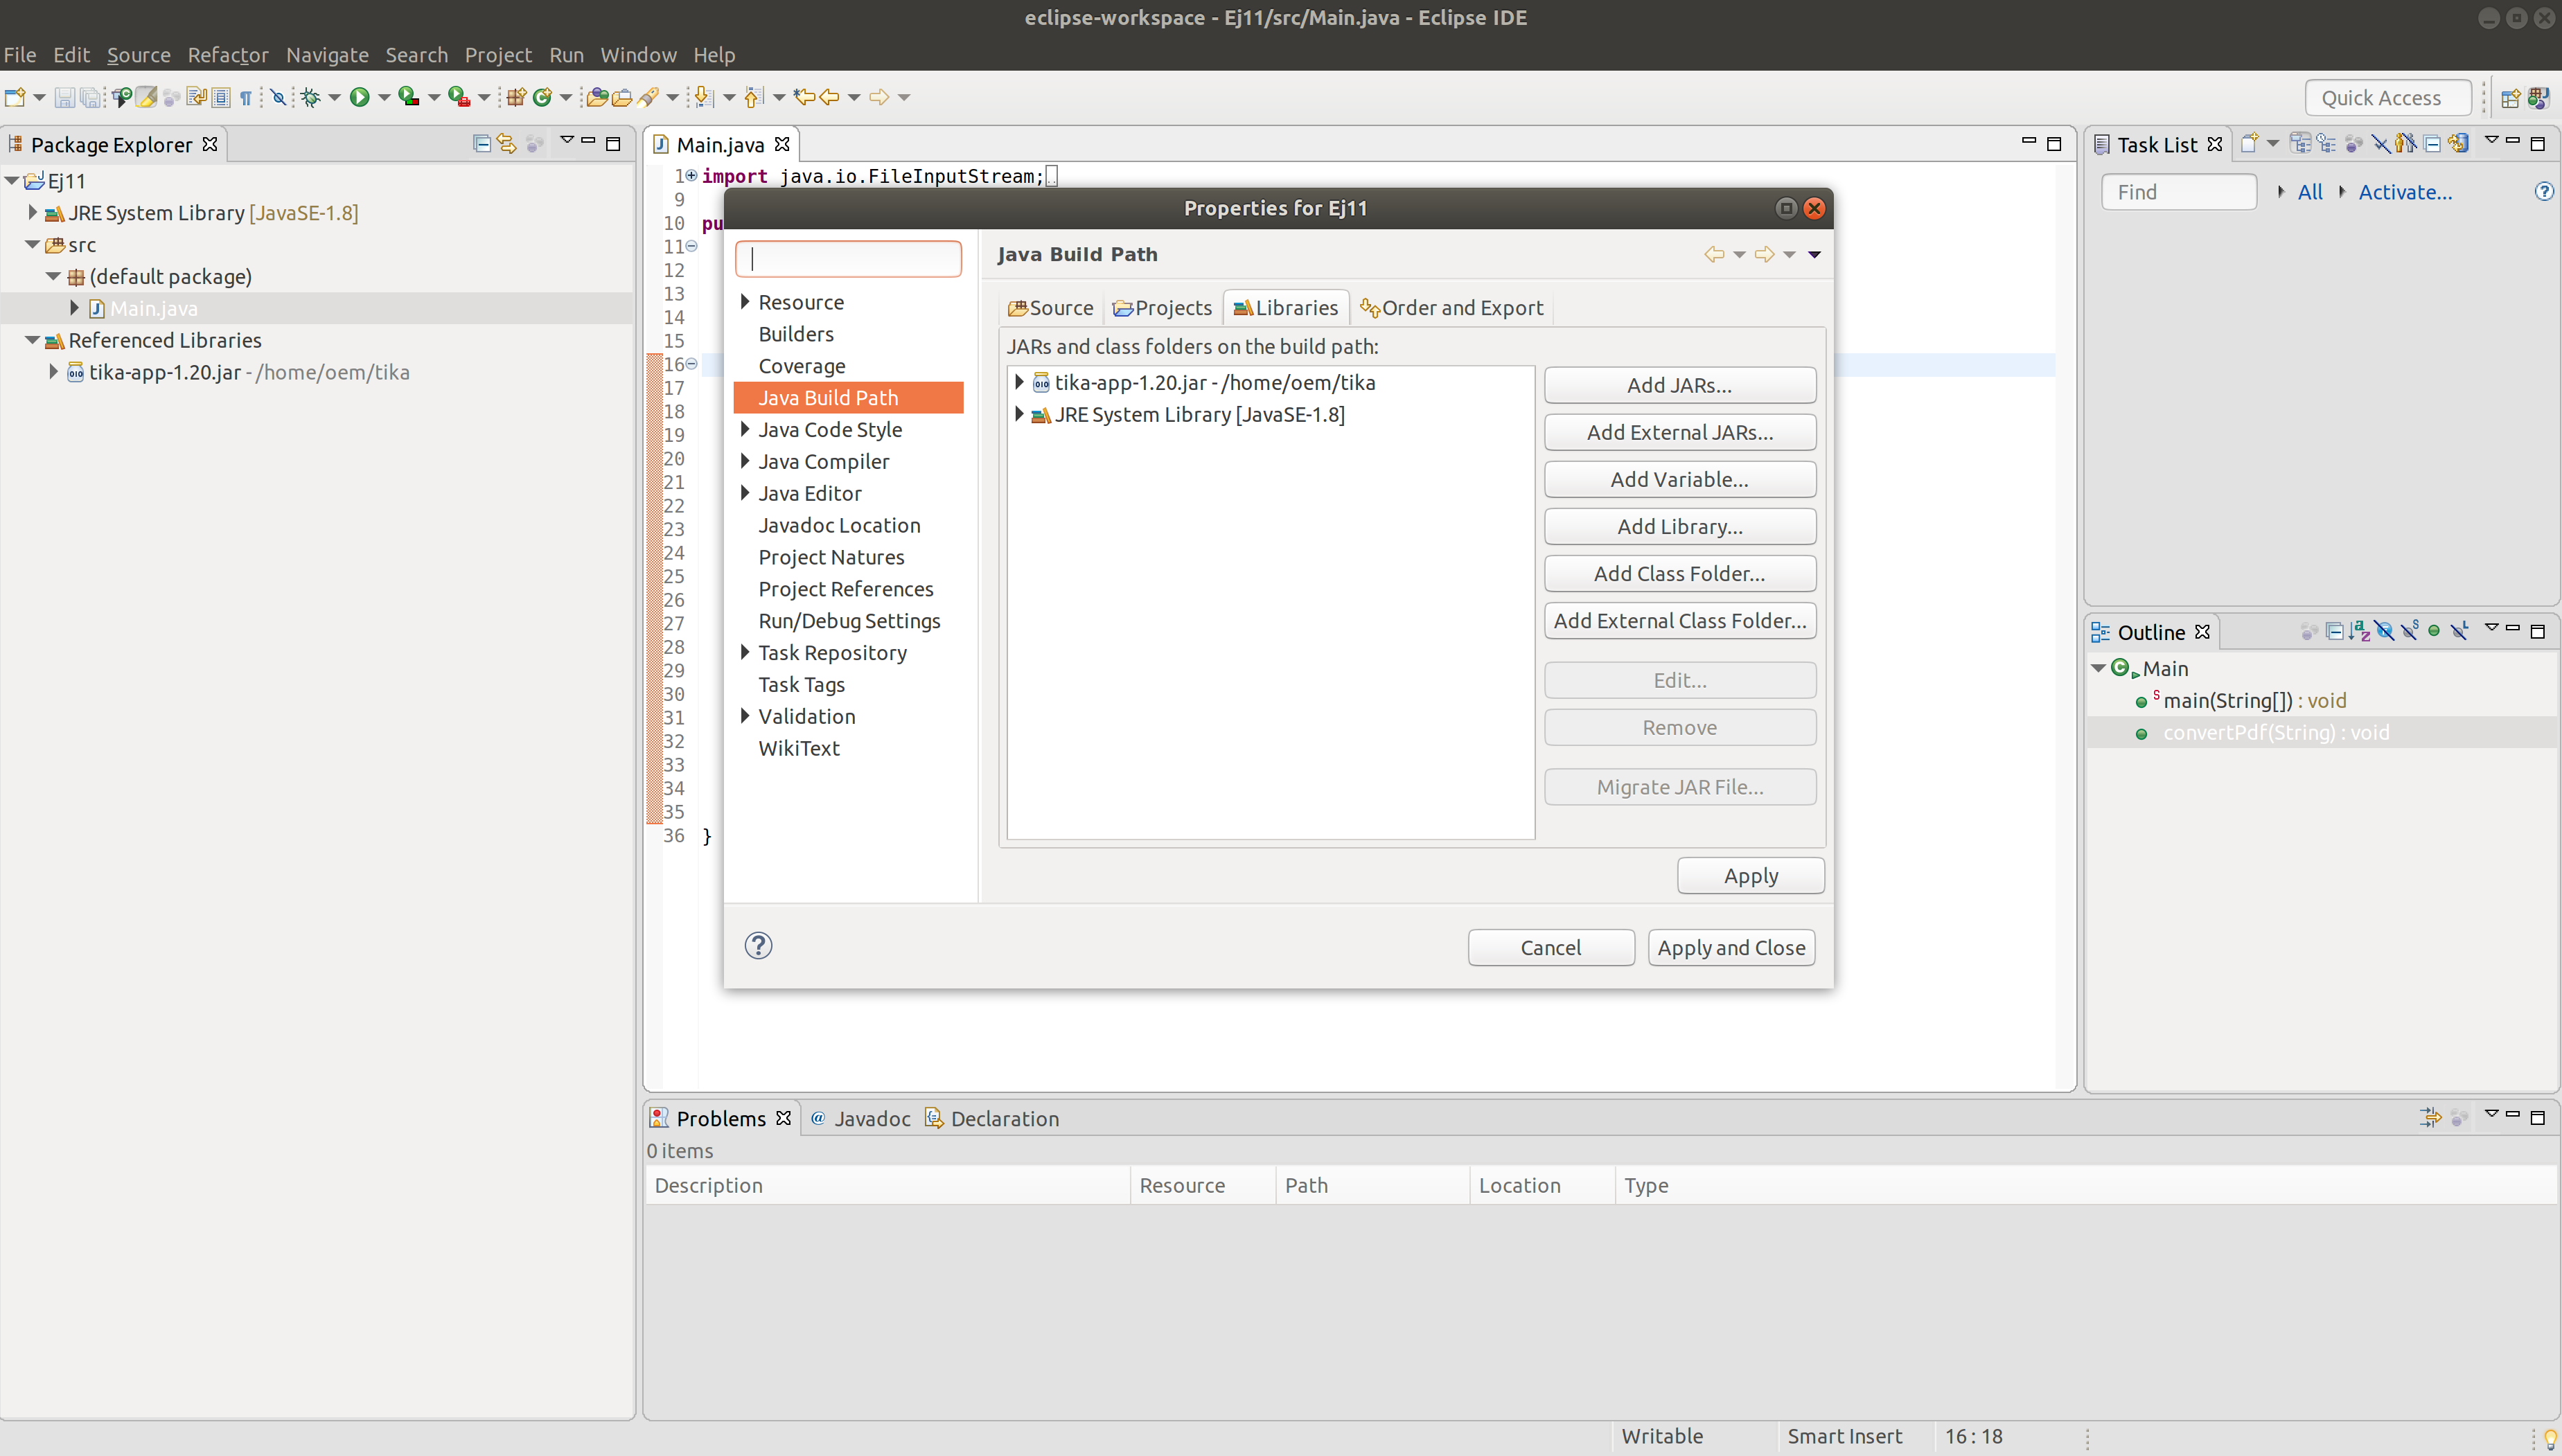 eclipse-workspace - Ej11/src/Main.java - Eclipse IDE
File Edit Source Refactor Navigate Search Project Run Window Help
Quick Access
Package Explorer
Ej11
JRE System Library [JavaSE-1.8]
src
(default package)
Main.java
Referenced Libraries
tika-app-1.20.jar - /home/oem/tika
Main.java
1 import java.io.FileInputStream;
9
10 pu
11
12
13
14
15
16
17
18
19
20
21
22
23
24
25
26
27
28
29
30
31
32
33
34
35
36 }
Properties for Ej11
Resource
Builders
Coverage
Java Build Path
Java Code Style
Java Compiler
Java Editor
Javadoc Location
Project Natures
Project References
Run/Debug Settings
Task Repository
Task Tags
Validation
WikiText
Java Build Path
Source Projects Libraries Order and Export
JARs and class folders on the build path:
tika-app-1.20.jar - /home/oem/tika
JRE System Library [JavaSE-1.8]
Add JARs...
Add External JARs...
Add Variable...
Add Library...
Add Class Folder...
Add External Class Folder...
Edit...
Remove
Migrate JAR File...
Apply
Cancel Apply and Close
Task List
Find All Activate...
Outline
Main
main(String[]) : void
convertPdf(String) : void
Problems Javadoc Declaration
0 items
Description Resource Path Location Type
Writable Smart Insert 16 : 18